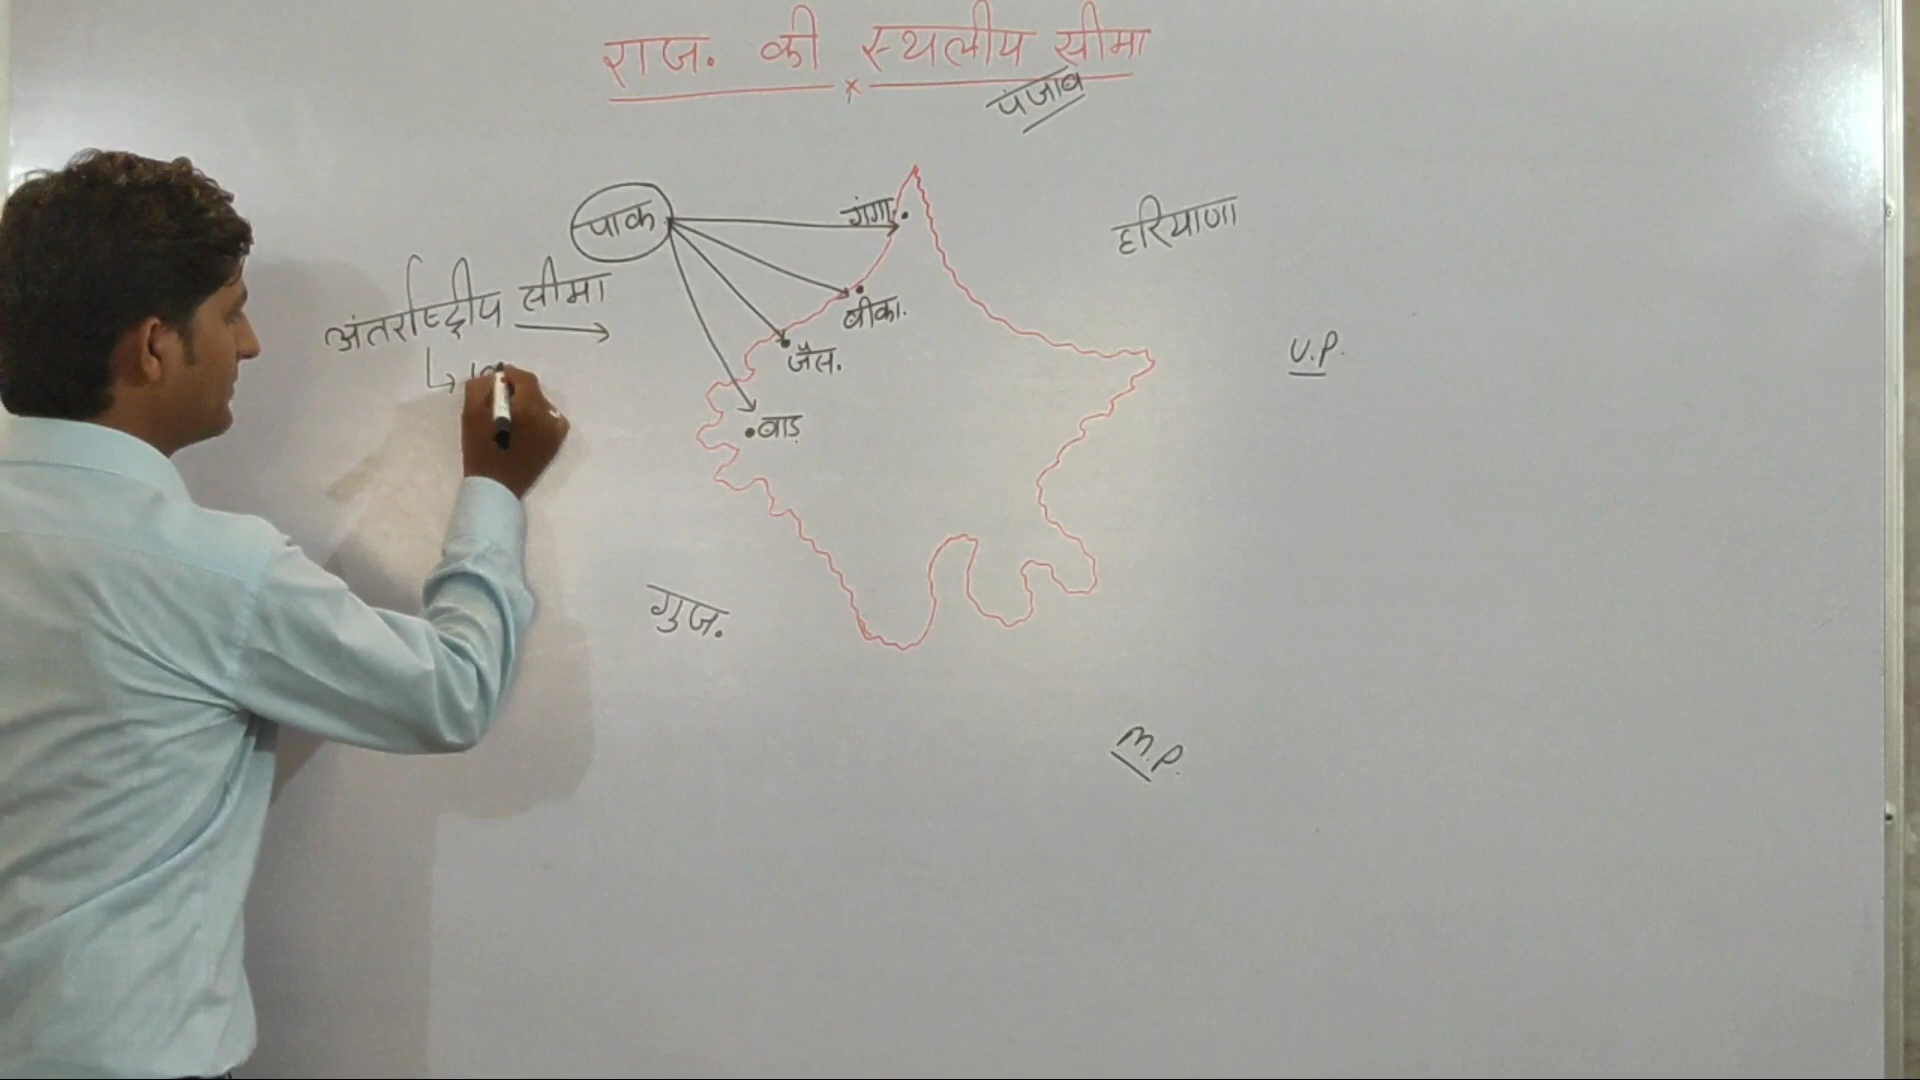 राज. की स्थलीय सीमा
पंजाब
पाक
गंगा.
हरियाणा
अंतर्राष्ट्रीय सीमा
बीका.
जैस.
U.P.
बाड़
गुज.
M.P.